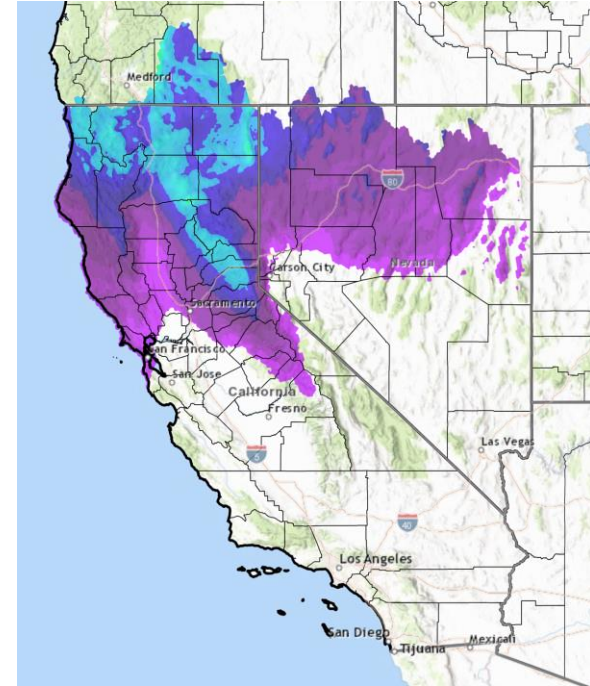 Medford
80
Nevada
Carson City
Sacramento
San Francisco
San Jose
California
Fresno
5
Las Vegas
40
Los Angeles
San Diego
Mexicali
Tijuana